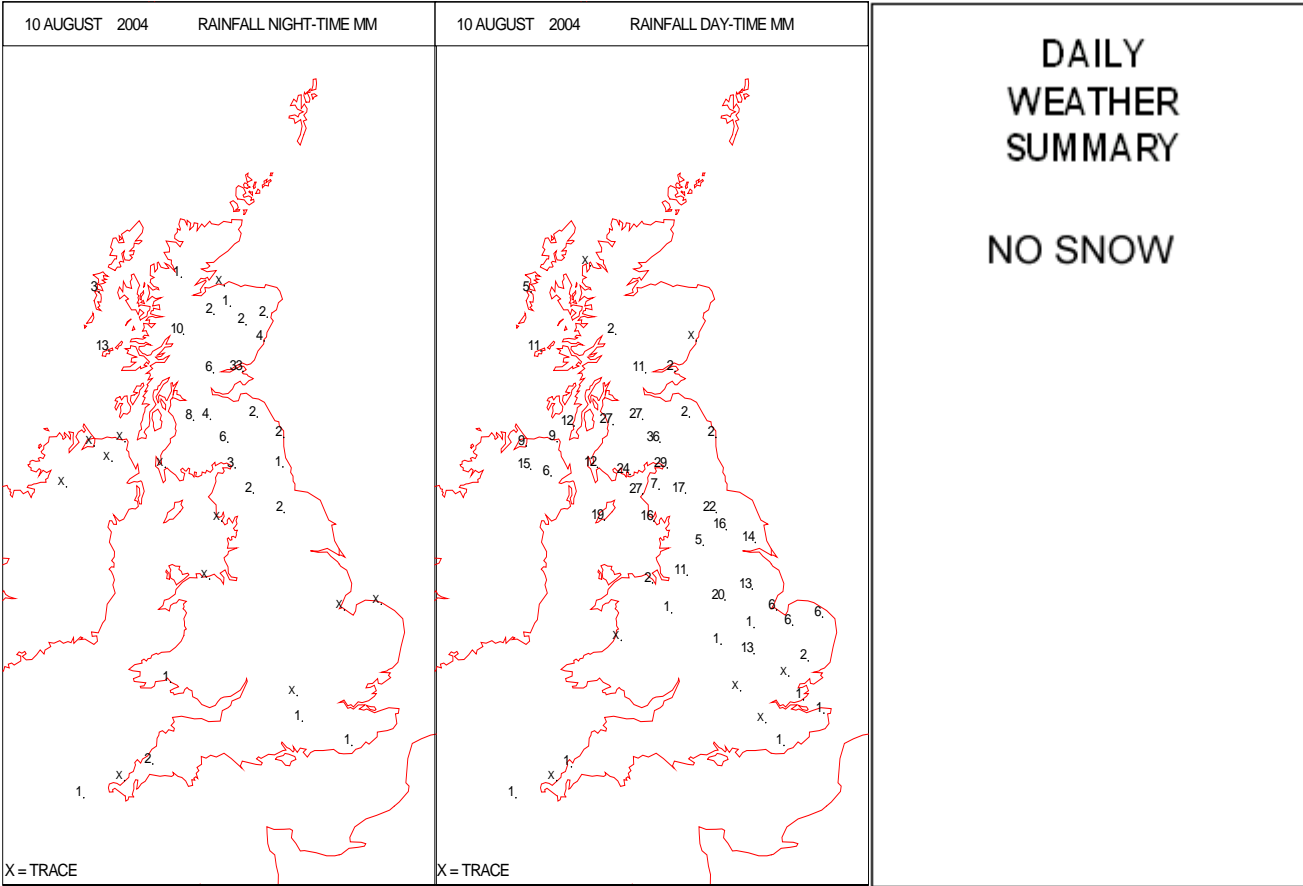 10 AUGUST 2004 RAINFALL NIGHT-TIME MM
1
X
3
1
2
2
2
10
4
13
6
33
8
4
2
2
X
X
6
X
X
3
1
X
2
2
X
X
X
X
1
X
1
1
2
X
1
X = TRACE
10 AUGUST 2004 RAINFALL DAY-TIME MM
X
5
2
X
11
11
2
12
27
27
2
2
9
9
36
15
6
12
24
29
27
7
17
19
16
22
16
5
14
2
11
13
20
1
6
6
6
X
1
1
13
2
X
X
1
X
1
1
1
X
1
X = TRACE
DAILY
WEATHER
SUMMARY
NO SNOW